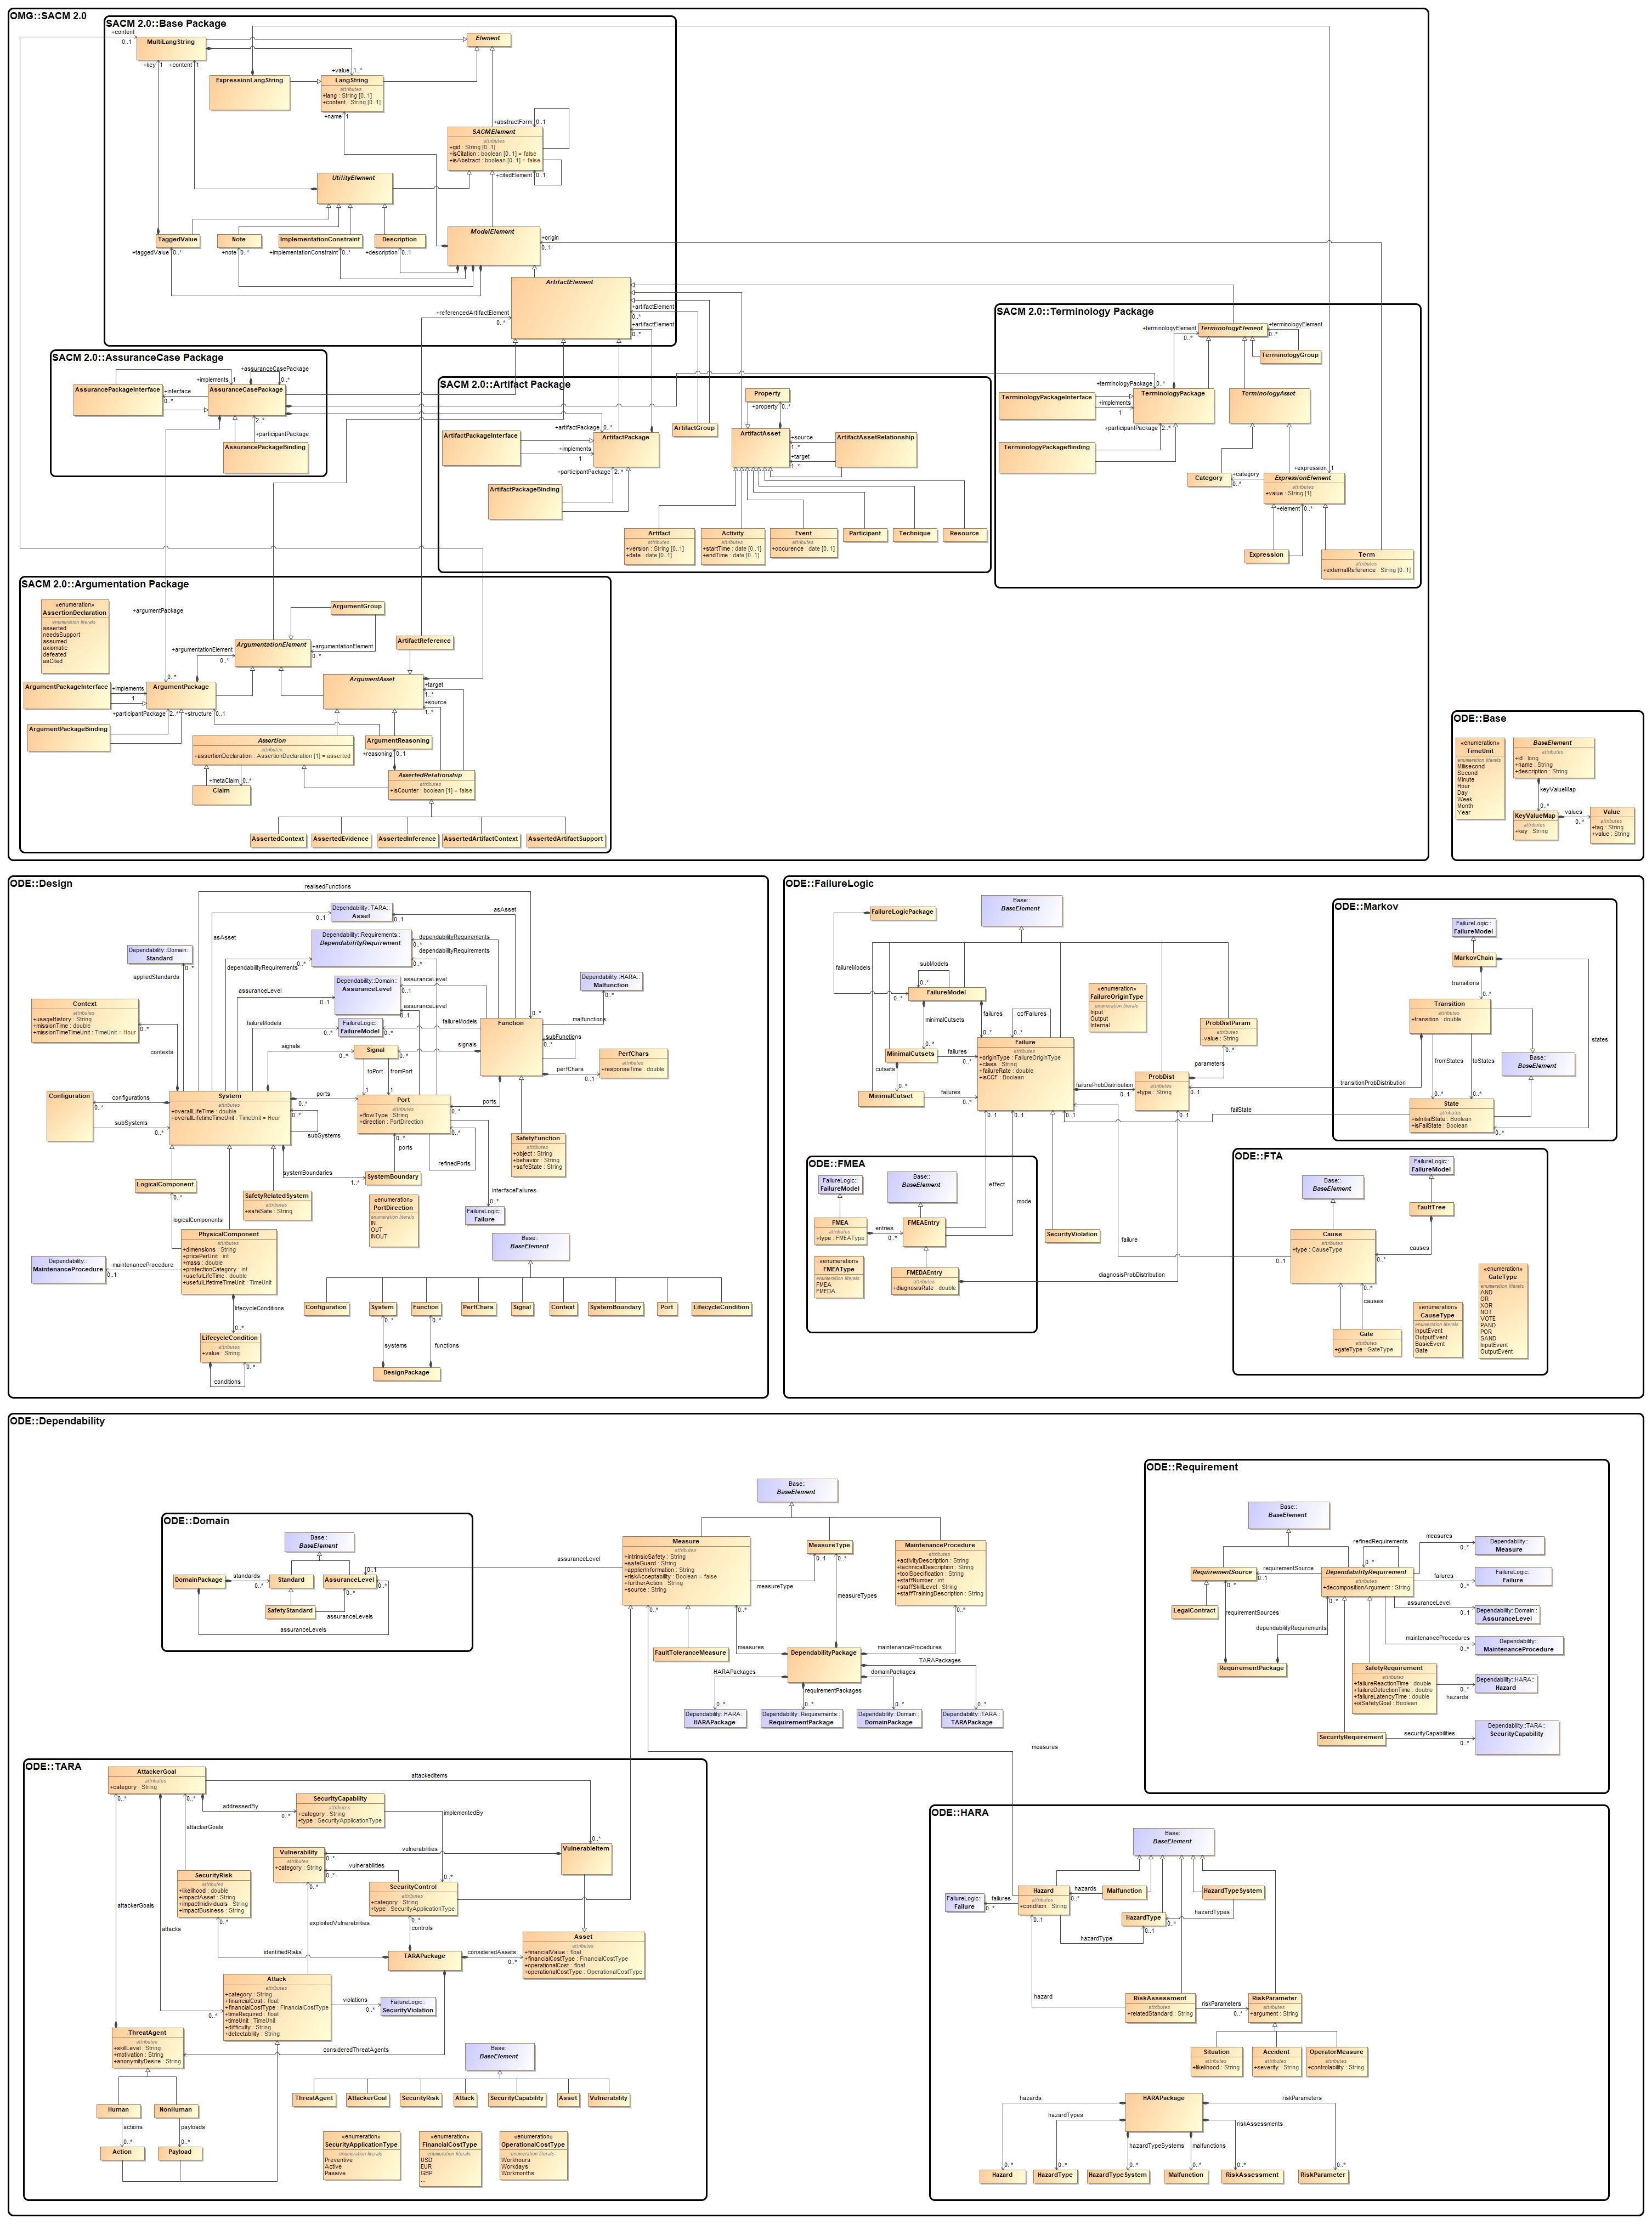 OMG::SACM 2.0
SACM 2.0::Base Package
+content
0..1
MultiLangString
Element
+key 1
+content 1
+value 1..*
ExpressionLangString
LangString
attributes
+lang : String [0..1]
+content : String [0..1]
+name 1
+abstractForm 0..1
SACMElement
attributes
+gid : String [0..1]
+isCitation : boolean [0..1] = false
+isAbstract : boolean [0..1] = false
+citedElement 0..1
UtilityElement
TaggedValue
Note
ImplementationConstraint
Description
ModelElement
+origin
0..1
+taggedValue 0..*
+note 0..*
+implementationConstraint 0..*
+description 0..1
ArtifactElement
+referencedArtifactElement
0..*
+artifactElement
0..*
+artifactElement
0..*
SACM 2.0::AssuranceCase Package
+assuranceCasePackage
0..*
+implements 1
AssurancePackageInterface
+interface
0..*
AssuranceCasePackage
2..*
+participantPackage
AssurancePackageBinding
SACM 2.0::Artifact Package
Property
+property 0..*
+artifactPackage
0..*
ArtifactGroup
ArtifactPackageInterface
+implements
1
ArtifactPackage
ArtifactAsset
+source
1..*
+target
1..*
ArtifactAssetRelationship
+participantPackage 2..*
ArtifactPackageBinding
Artifact
attributes
+version : String [0..1]
+date : date [0..1]
Activity
attributes
+startTime : date [0..1]
+endTime : date [0..1]
Event
attributes
+occurence : date [0..1]
Participant
Technique
Resource
SACM 2.0::Terminology Package
+terminologyElement
0..*
TerminologyElement
+terminologyElement
0..*
TerminologyGroup
+terminologyPackage 0..*
TerminologyPackageInterface
+implements
1
TerminologyPackage
TerminologyAsset
+participantPackage
2..*
TerminologyPackageBinding
+expression 1
Category
+category
0..*
ExpressionElement
attributes
+value : String [1]
+element 0..*
Expression
Term
attributes
+externalReference : String [0..1]
SACM 2.0::Argumentation Package
«enumeration»
AssertionDeclaration
enumeration literals
asserted
needsSupport
assumed
axiomatic
defeated
asCited
+argumentPackage
0..*
ArgumentGroup
+argumentationElement
0..*
ArgumentationElement
+argumentationElement
0..*
ArtifactReference
ArgumentPackageInterface
+implements
1
ArgumentPackage
ArgumentAsset
+target
1..*
+source
1..*
+participantPackage 2..*
+structure 0..1
ArgumentPackageBinding
Assertion
attributes
+assertionDeclaration : AssertionDeclaration [1] = asserted
ArgumentReasoning
+reasoning 0..1
+metaClaim 0..*
Claim
AssertedRelationship
attributes
+isCounter : boolean [1] = false
AssertedContext
AssertedEvidence
AssertedInference
AssertedArtifactContext
AssertedArtifactSupport
ODE::Base
«enumeration»
TimeUnit
enumeration literals
Milisecond
Second
Minute
Hour
Day
Week
Month
Year
BaseElement
attributes
+id : long
+name : String
+description : String
keyValueMap
0..*
KeyValueMap
attributes
+key : String
values
0..*
Value
attributes
+tag : String
+value : String
ODE::Design
realisedFunctions
Dependability::TARA::
Asset
0..1
0..1
asAsset
asAsset
Dependability::Requirements::
DependabilityRequirement
dependabilityRequirements
0..*
dependabilityRequirements
dependabilityRequirements
0..*
Dependability::Domain::
Standard
0..*
appliedStandards
Dependability::Domain::
AssuranceLevel
assuranceLevel
0..1
assuranceLevel
0..1
assuranceLevel
0..1
Dependability::HARA::
Malfunction
0..*
malfunctions
Context
attributes
+usageHistory : String
+missionTime : double
+missionTimeTimeUnit : TimeUnit = Hour
0..*
contexts
failureModels
0..*
FailureLogic::
FailureModel
failureModels
0..*
0..*
Function
subFunctions
0..*
signals
0..*
Signal
signals
0..*
toPort
1
fromPort
1
perfChars
0..1
PerfChars
attributes
+responseTime : double
Configuration
configurations
0..*
subSystems
0..*
System
attributes
+overallLifeTime : double
+overallLifetimeTimeUnit : TimeUnit = Hour
ports
0..*
0..*
subSystems
Port
attributes
+flowType : String
+direction : PortDirection
ports
0..*
0..*
refinedPorts
SafetyFunction
attributes
+object : String
+behavior : String
+safeState : String
0..*
ports
systemBoundaries
1..*
SystemBoundary
interfaceFailures
0..*
FailureLogic::
Failure
LogicalComponent
0..*
logicalComponents
SafetyRelatedSystem
attributes
+safeSate : String
«enumeration»
PortDirection
enumeration literals
IN
OUT
INOUT
Dependability::
MaintenanceProcedure
maintenanceProcedure
0..1
PhysicalComponent
attributes
+dimensions : String
+pricePerUnit : int
+mass : double
+protectionCategory : int
+usefulLifeTime : double
+usefulLifetimeTimeUnit : TimeUnit
lifecycleConditions
0..*
LifecycleCondition
attributes
+value : String
0..*
conditions
Base::
BaseElement
Configuration
System
Function
PerfChars
Signal
Context
SystemBoundary
Port
LifecycleCondition
0..*
0..*
systems
functions
DesignPackage
ODE::FailureLogic
FailureLogicPackage
Base::
BaseElement
failureModels
0..*
subModels
0..*
FailureModel
failures
0..*
ccfFailures
0..*
minimalCutsets
0..*
«enumeration»
FailureOriginType
enumeration literals
Input
Output
Internal
ProbDistParam
attributes
-value : String
0..*
parameters
MinimalCutsets
failures
0..*
cutsets
0..*
MinimalCutset
failures
0..*
Failure
attributes
+originType : FailureOriginType
+class : String
+failureRate : double
+isCCF : Boolean
failureProbDistribution
0..1
ProbDist
attributes
+type : String
0..1
transitionProbDistribution
failState
0..1
0..1
0..1
0..1
ODE::Markov
FailureLogic::
FailureModel
MarkovChain
transitions
0..*
Transition
attributes
+transition : double
fromStates
0..*
toStates
0..*
states
0..*
Base::
BaseElement
State
attributes
+isinitialState : Boolean
+isFailState : Boolean
ODE::FMEA
FailureLogic::
FailureModel
Base::
BaseElement
FMEA
attributes
+type : FMEAType
entries
0..*
FMEAEntry
effect
mode
«enumeration»
FMEAType
enumeration literals
FMEA
FMEDA
FMEDAEntry
attributes
+diagnosisRate : double
diagnosisProbDistribution
SecurityViolation
failure
0..1
ODE::FTA
FailureLogic::
FailureModel
Base::
BaseElement
FaultTree
Cause
attributes
+type : CauseType
causes
0..*
0..*
causes
Gate
attributes
+gateType : GateType
«enumeration»
CauseType
enumeration literals
InputEvent
OutputEvent
BasicEvent
Gate
«enumeration»
GateType
enumeration literals
AND
OR
XOR
NOT
VOTE
PAND
POR
SAND
InputEvent
OutputEvent
ODE::Dependability
Base::
BaseElement
ODE::Domain
Base::
BaseElement
DomainPackage
standards
0..*
Standard
AssuranceLevel
0..1
0..*
SafetyStandard
0..*
assuranceLevels
assuranceLevels
assuranceLevel
Measure
attributes
+intrinsicSafety : String
+safeGuard : String
+applierInformation : String
+riskAcceptability : Boolean = false
+furtherAction : String
+source : String
measureType
MeasureType
0..1
0..*
measureTypes
MaintenanceProcedure
attributes
+activityDescription : String
+technicalDescription : String
+toolSpecification : String
+staffNumber : int
+staffSkillLevel : String
+staffTrainingDescription : String
0..*
0..*
0..*
FaultToleranceMeasure
measures
DependabilityPackage
maintenanceProcedures
HARAPackages
0..*
requirementPackages
0..*
domainPackages
0..*
TARAPackages
0..*
Dependability::HARA::
HARAPackage
Dependability::Requirements::
RequirementPackage
Dependability::Domain::
DomainPackage
Dependability::TARA::
TARAPackage
measures
ODE::Requirement
Base::
BaseElement
refinedRequirements
0..*
RequirementSource
requirementSource
0..1
DependabilityRequirement
attributes
+decompositionArgument : String
measures
0..*
Dependability::
Measure
failures
0..*
FailureLogic::
Failure
assuranceLevel
0..1
Dependability::Domain::
AssuranceLevel
maintenanceProcedures
0..*
Dependability::
MaintenanceProcedure
LegalContract
0..*
requirementSources
0..*
dependabilityRequirements
RequirementPackage
SafetyRequirement
attributes
+failureReactionTime : double
+failureDetectionTime : double
+failureLatencyTime : double
+isSafetyGoal : Boolean
hazards
0..*
Dependability::HARA::
Hazard
SecurityRequirement
securityCapabilities
0..*
Dependability::TARA::
SecurityCapability
ODE::TARA
AttackerGoal
attributes
+category : String
attackedItems
0..*
addressedBy
0..*
SecurityCapability
attributes
+category : String
+type : SecurityApplicationType
implementedBy
0..*
0..*
0..*
attackerGoals
Vulnerability
attributes
+category : String
vulnerabilities
0..*
vulnerabilities
0..*
VulnerableItem
SecurityRisk
attributes
+likelihood : double
+impactAsset : String
+impactInividuals : String
+impactBusiness : String
0..*
SecurityControl
attributes
+category : String
+type : SecurityApplicationType
0..*
controls
attackerGoals
attacks
exploitedVulnerabilities
identifiedRisks
TARAPackage
consideredAssets
0..*
Asset
attributes
+financialValue : float
+financialCostType : FinancialCostType
+operationalCost : float
+operationalCostType : OperationalCostType
Attack
attributes
+category : String
+financialCost : float
+financialCostType : FinancialCostType
+timeRequired : float
+timeUnit : TimeUnit
+difficulty : String
+detectability : String
0..*
violations
0..*
FailureLogic::
SecurityViolation
ThreatAgent
attributes
+skillLevel : String
+motivation : String
+anonymityDesire : String
0..*
consideredThreatAgents
Base::
BaseElement
ThreatAgent
AttackerGoal
SecurityRisk
Attack
SecurityCapability
Asset
Vulnerability
Human
NonHuman
actions
0..*
payloads
0..*
Action
Payload
«enumeration»
SecurityApplicationType
enumeration literals
Preventive
Active
Passive
«enumeration»
FinancialCostType
enumeration literals
USD
EUR
GBP
...
«enumeration»
OperationalCostType
enumeration literals
Workhours
Workdays
Workmonths
ODE::HARA
Base::
BaseElement
FailureLogic::
Failure
failures
0..*
Hazard
attributes
+condition : String
hazards
0..*
Malfunction
HazardTypeSystem
hazardTypes
0..*
HazardType
0..1
hazardType
0..1
hazard
RiskAssessment
attributes
+relatedStandard : String
riskParameters
0..*
RiskParameter
attributes
+argument : String
Situation
attributes
+likelihood : String
Accident
attributes
+severity : String
OperatorMeasure
attributes
+controlability : String
HARAPackage
hazards
riskParameters
hazardTypes
riskAssessments
hazardTypeSystems
malfunctions
0..*
0..*
0..*
0..*
0..*
0..*
Hazard
HazardType
HazardTypeSystem
Malfunction
RiskAssessment
RiskParameter